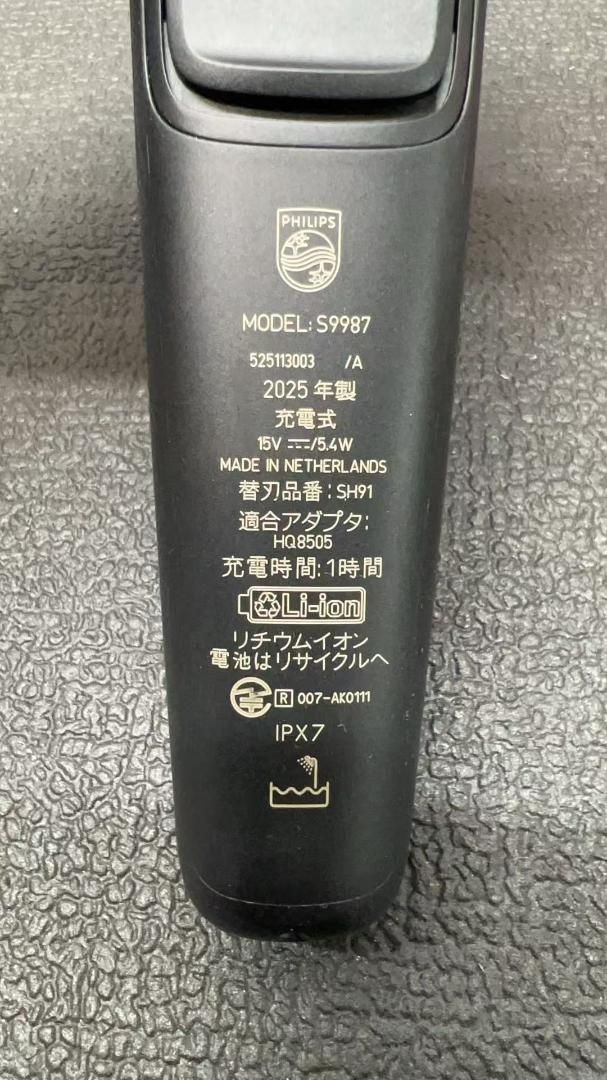 PHILIPS
MODEL: S9987
525113003 /A
2025 年製
充電式
15V ⎓/5.4W
MADE IN NETHERLANDS
替刃品番: SH91
適合アダプタ:
HQ8505
充電時間: 1時間
Li-ion
リチウムイオン
電池はリサイクルへ
R 007-AK0111
IPX7